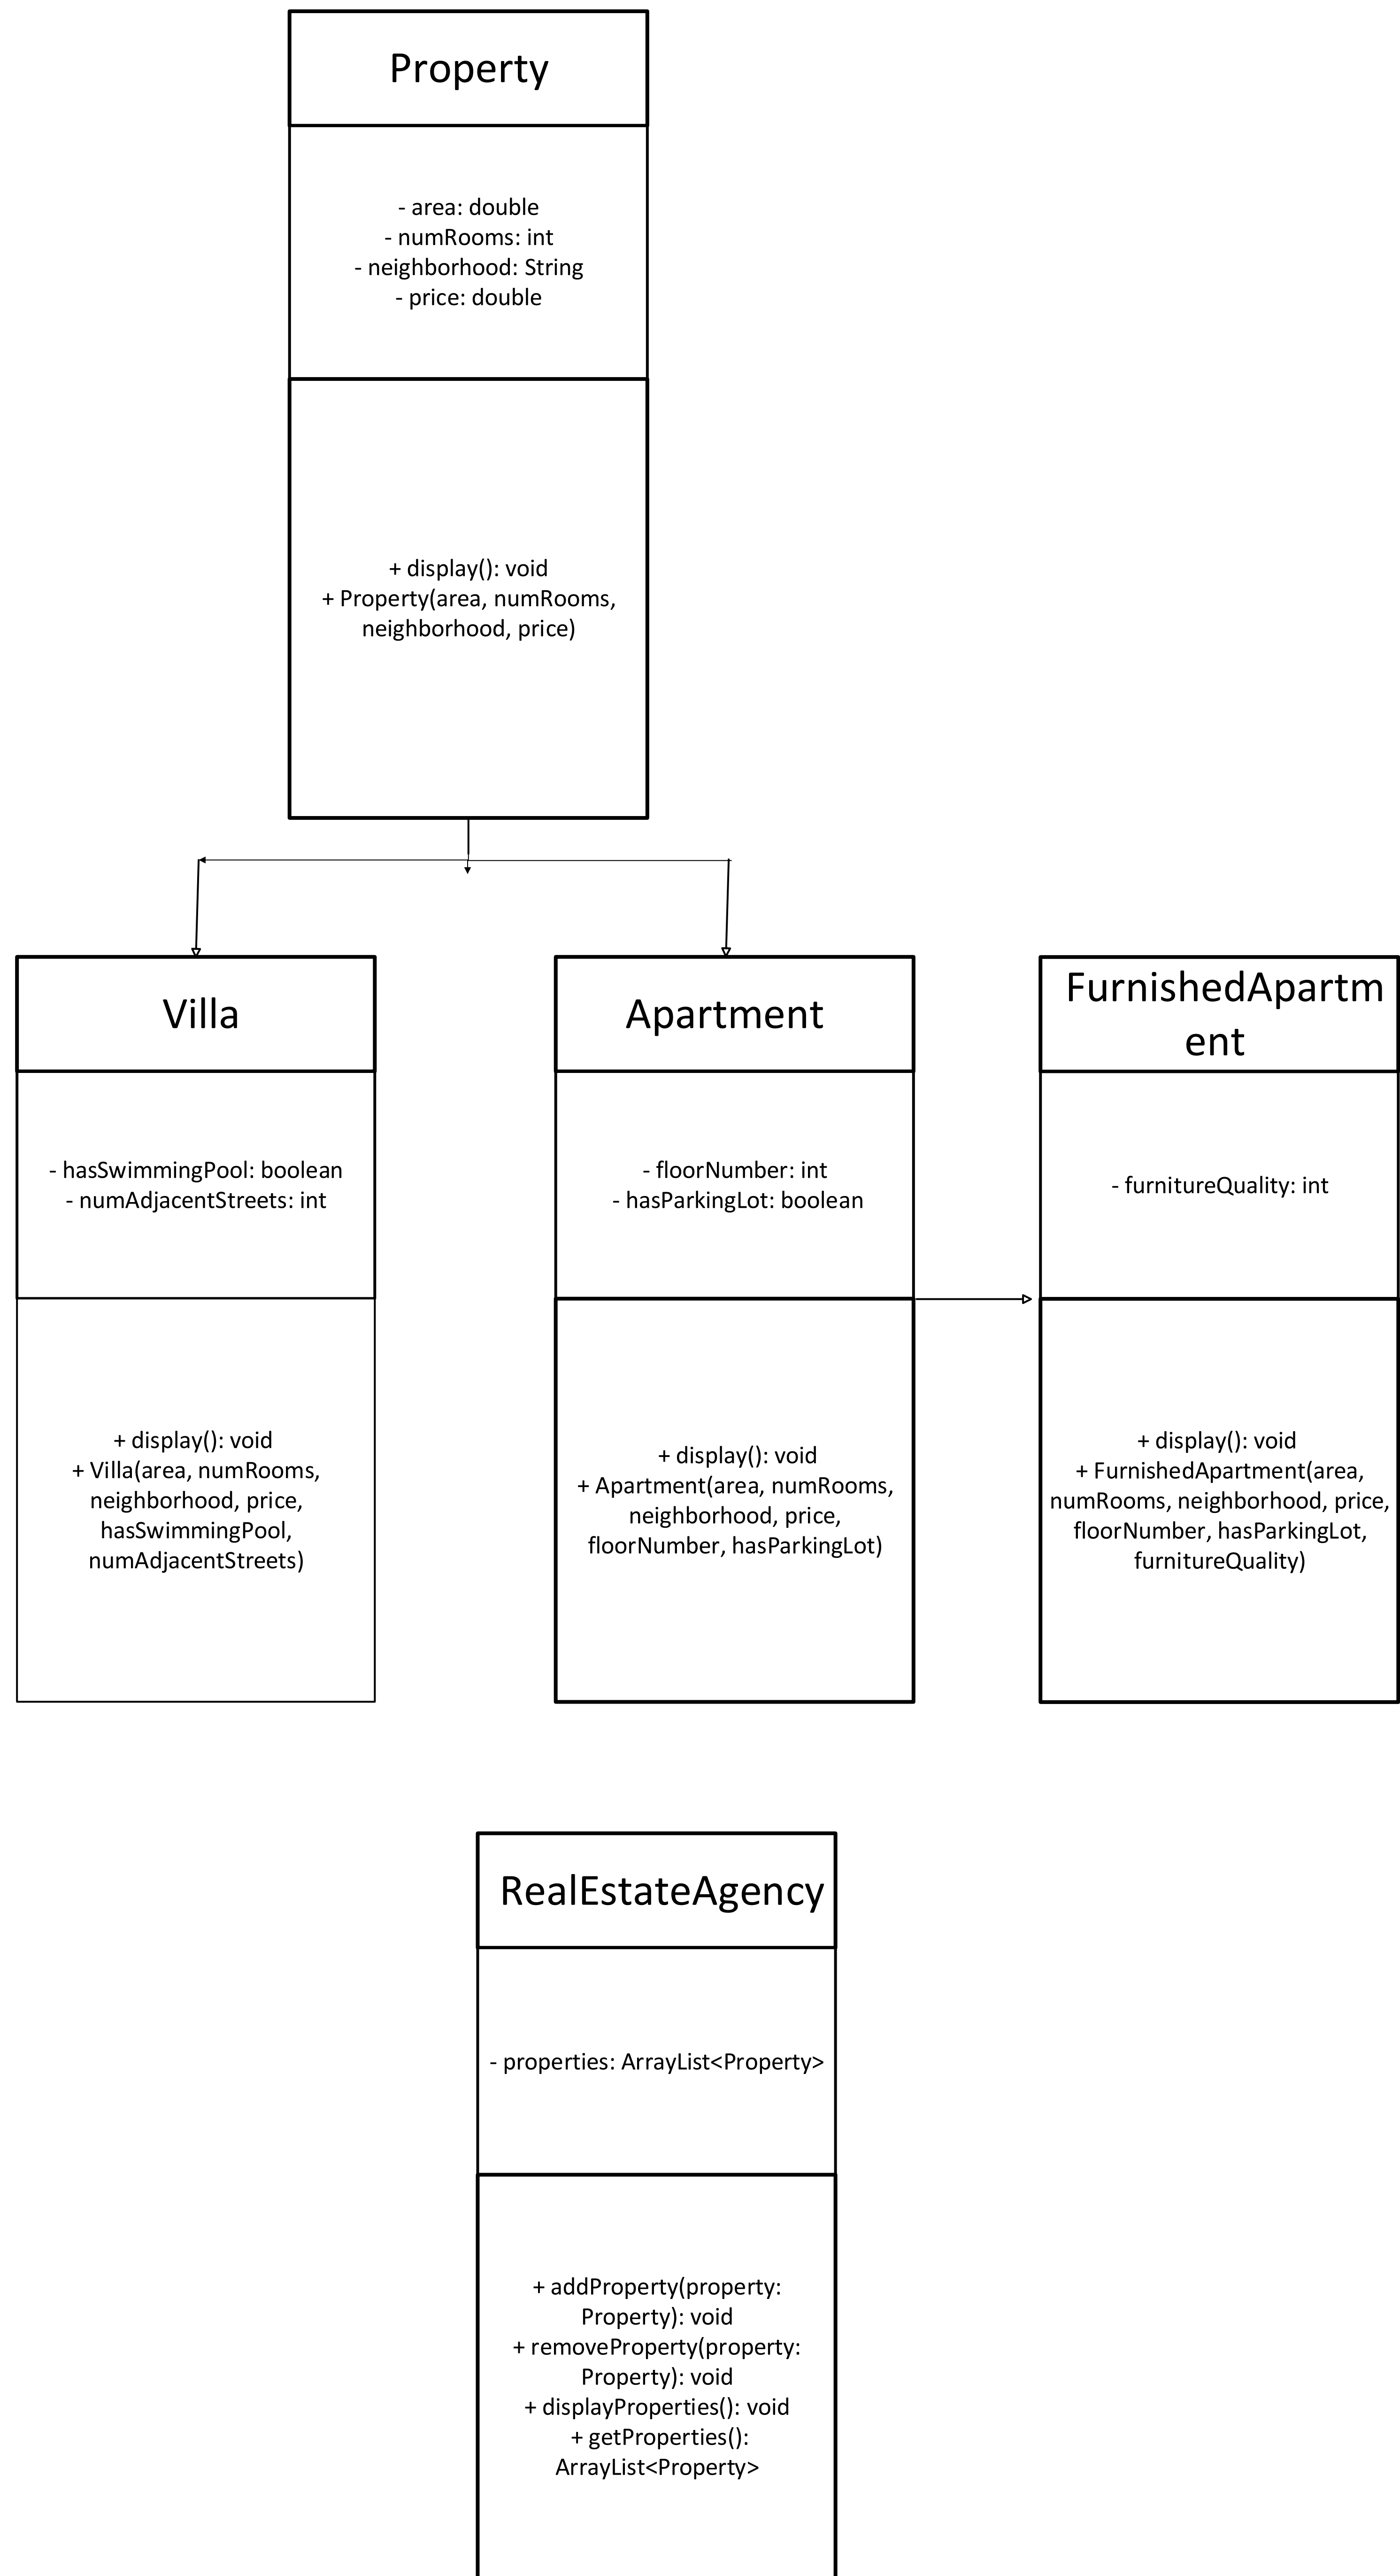 Property
- area: double
- numRooms: int
- neighborhood: String
- price: double
+ display(): void
+ Property(area, numRooms,
neighborhood, price)
Villa
- hasSwimmingPool: boolean
- numAdjacentStreets: int
+ display(): void
+ Villa(area, numRooms,
neighborhood, price,
hasSwimmingPool,
numAdjacentStreets)
Apartment
- floorNumber: int
- hasParkingLot: boolean
+ display(): void
+ Apartment(area, numRooms,
neighborhood, price,
floorNumber, hasParkingLot)
FurnishedApartm
ent
- furnitureQuality: int
+ display(): void
+ FurnishedApartment(area,
numRooms, neighborhood, price,
floorNumber, hasParkingLot,
furnitureQuality)
RealEstateAgency
- properties: ArrayList<Property>
+ addProperty(property:
Property): void
+ removeProperty(property:
Property): void
+ displayProperties(): void
+ getProperties():
ArrayList<Property>